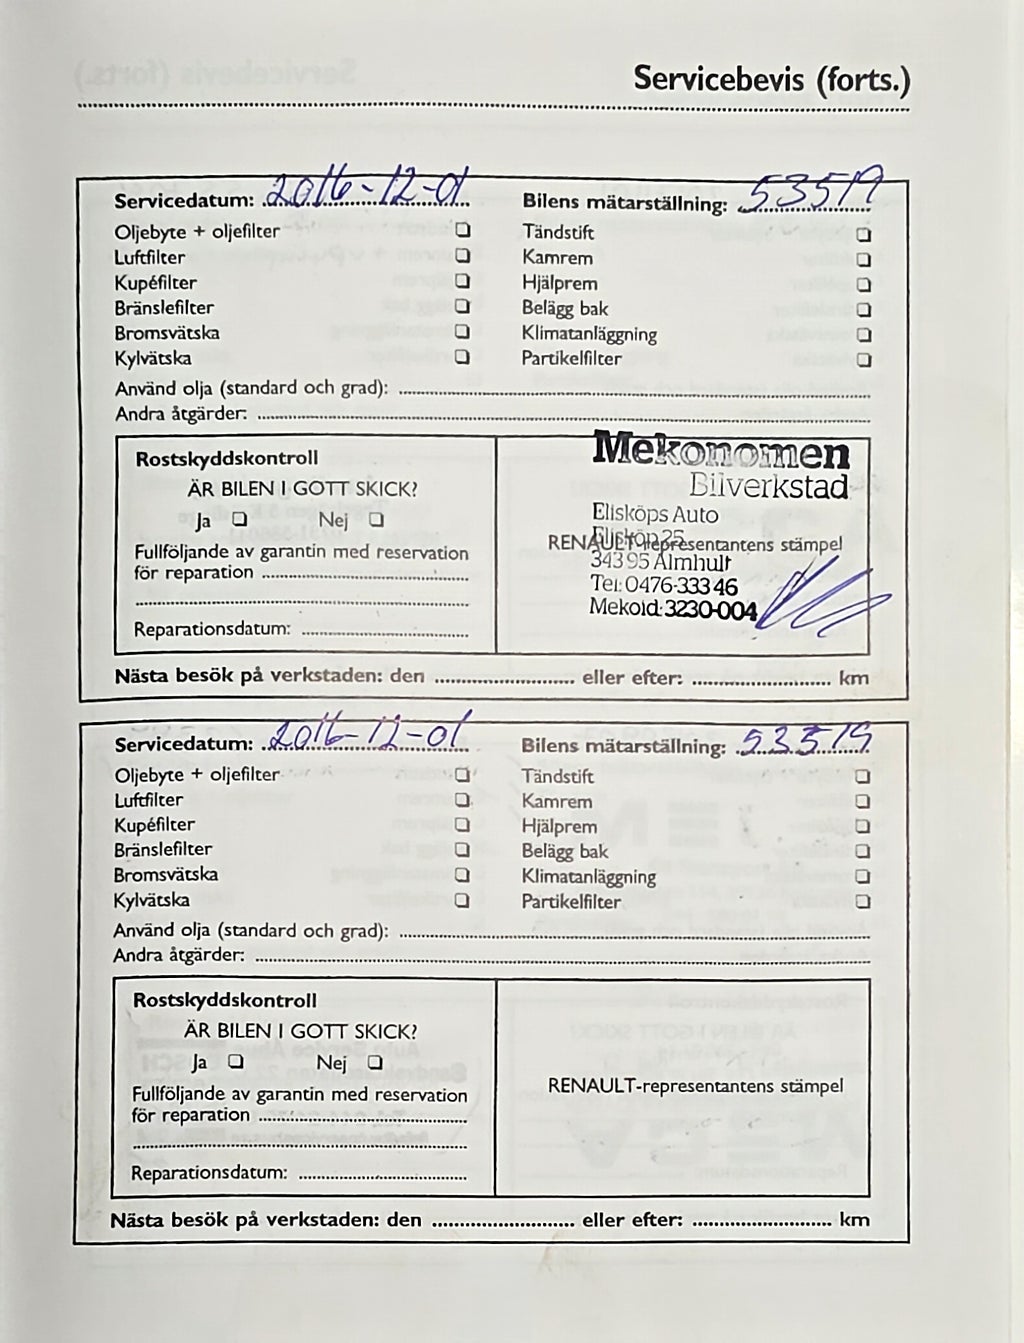 Servicebevis (forts.)
Servicedatum: 2016-12-01 Bilens mätarställning: 53519
Oljebyte + oljefilter ❑ Tändstift ❑
Luftfilter ❑ Kamrem ❑
Kupéfilter ❑ Hjälprem ❑
Bränslefilter ❑ Belägg bak ❑
Bromsvätska ❑ Klimatanläggning ❑
Kylvätska ❑ Partikelfilter ❑
Använd olja (standard och grad): ..........
Andra åtgärder: ..........
Rostskyddskontroll
ÄR BILEN I GOTT SKICK?
Ja ❑ Nej ❑
Fullföljande av garantin med reservation
för reparation ..........
Reparationsdatum: ..........
Mekonomen
Bilverkstad
Elisköps Auto
Elisköp 25
RENAULT-representantens stämpel
343 95 Älmhult
Tel: 0476-333 46
MekoId: 3230-004
Nästa besök på verkstaden: den .......... eller efter: .......... km
Servicedatum: 2016-12-01 Bilens mätarställning: 53519
Oljebyte + oljefilter ❑ Tändstift ❑
Luftfilter ❑ Kamrem ❑
Kupéfilter ❑ Hjälprem ❑
Bränslefilter ❑ Belägg bak ❑
Bromsvätska ❑ Klimatanläggning ❑
Kylvätska ❑ Partikelfilter ❑
Använd olja (standard och grad): ..........
Andra åtgärder: ..........
Rostskyddskontroll
ÄR BILEN I GOTT SKICK?
Ja ❑ Nej ❑
Fullföljande av garantin med reservation
för reparation ..........
Reparationsdatum: ..........
RENAULT-representantens stämpel
Nästa besök på verkstaden: den .......... eller efter: .......... km